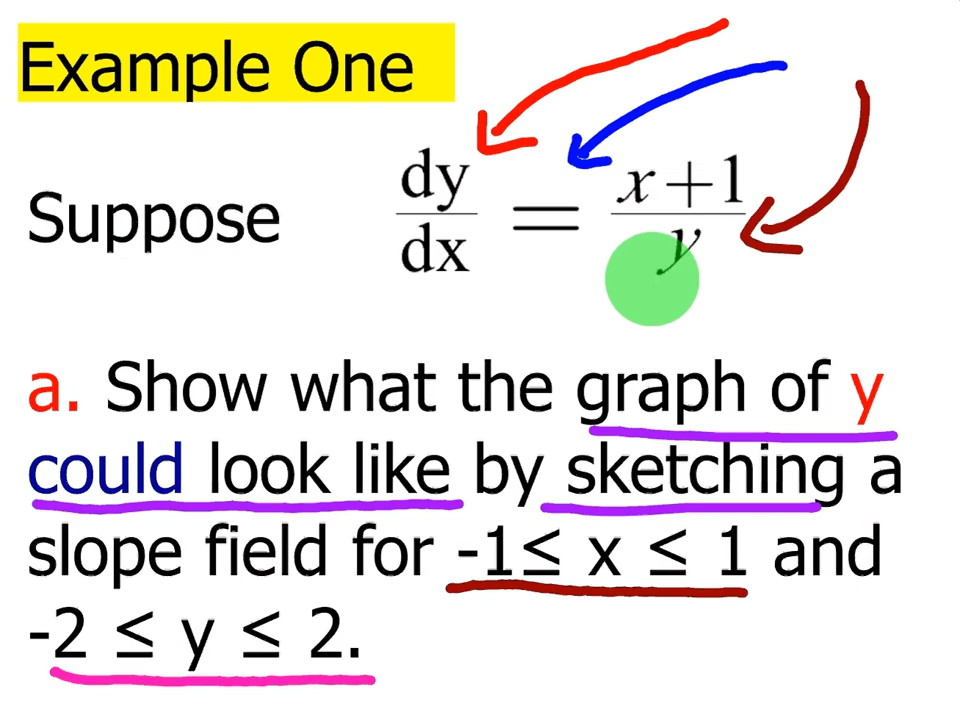 Example One
Suppose dy/dx = x+1/y
a. Show what the graph of y
could look like by sketching a
slope field for -1≤ x ≤ 1 and
-2 ≤ y ≤ 2.